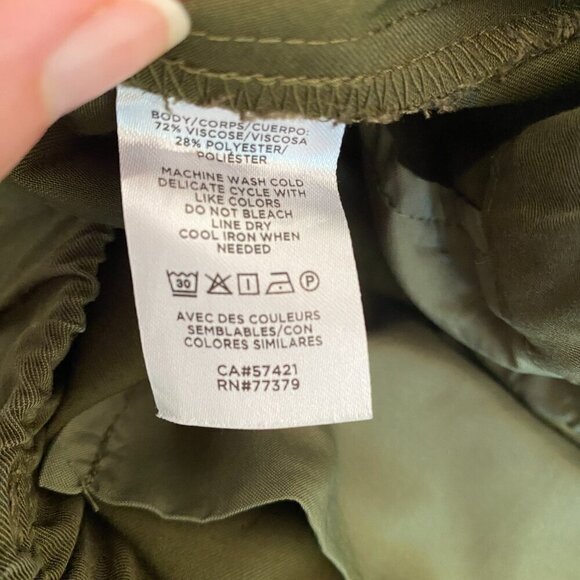 BODY/CORPS/CUERPO:
72% VISCOSE/VISCOSA
28% POLYESTER/
POLIÉSTER
MACHINE WASH COLD
DELICATE CYCLE WITH
LIKE COLORS
DO NOT BLEACH
LINE DRY
COOL IRON WHEN
NEEDED
30 P
AVEC DES COULEURS
SEMBLABLES/CON
COLORES SIMILARES
CA#57421
RN#77379